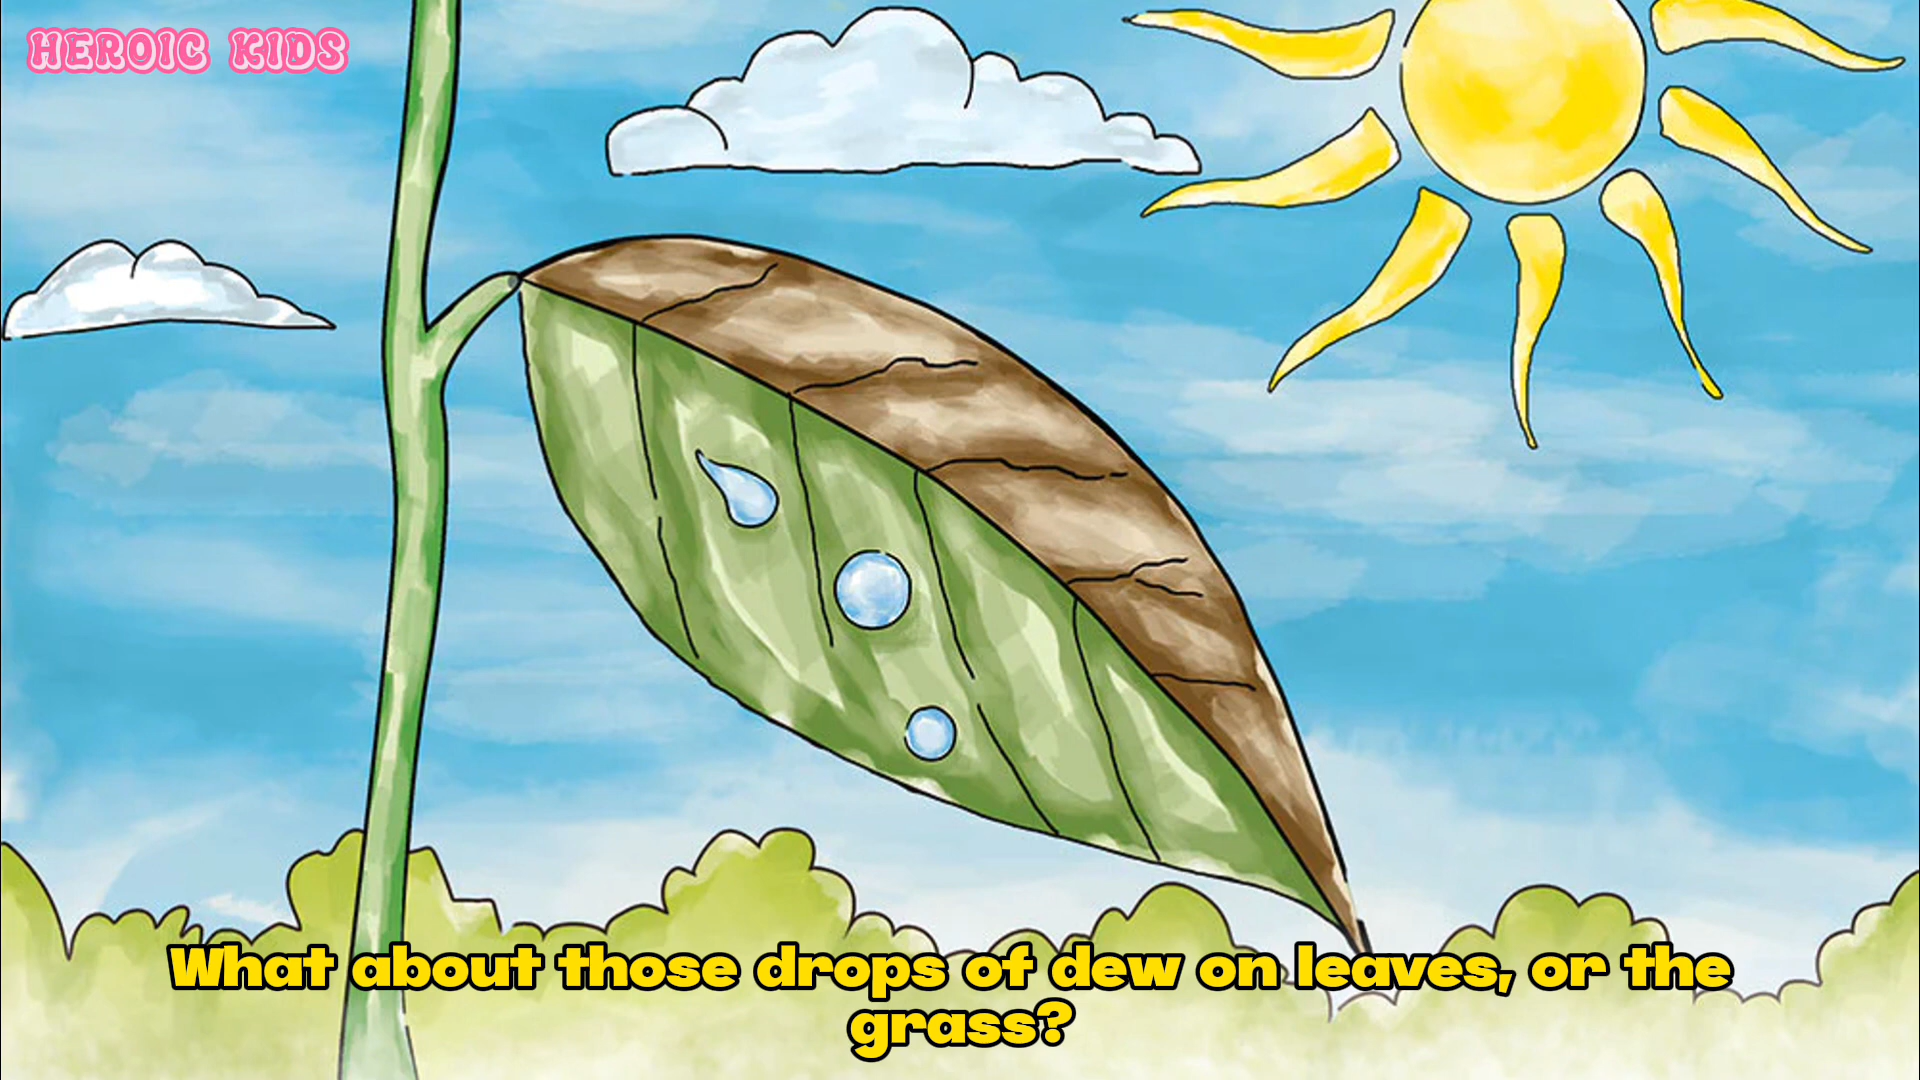 HEROIC KIDS
What about those drops of dew on leaves, or the
grass?